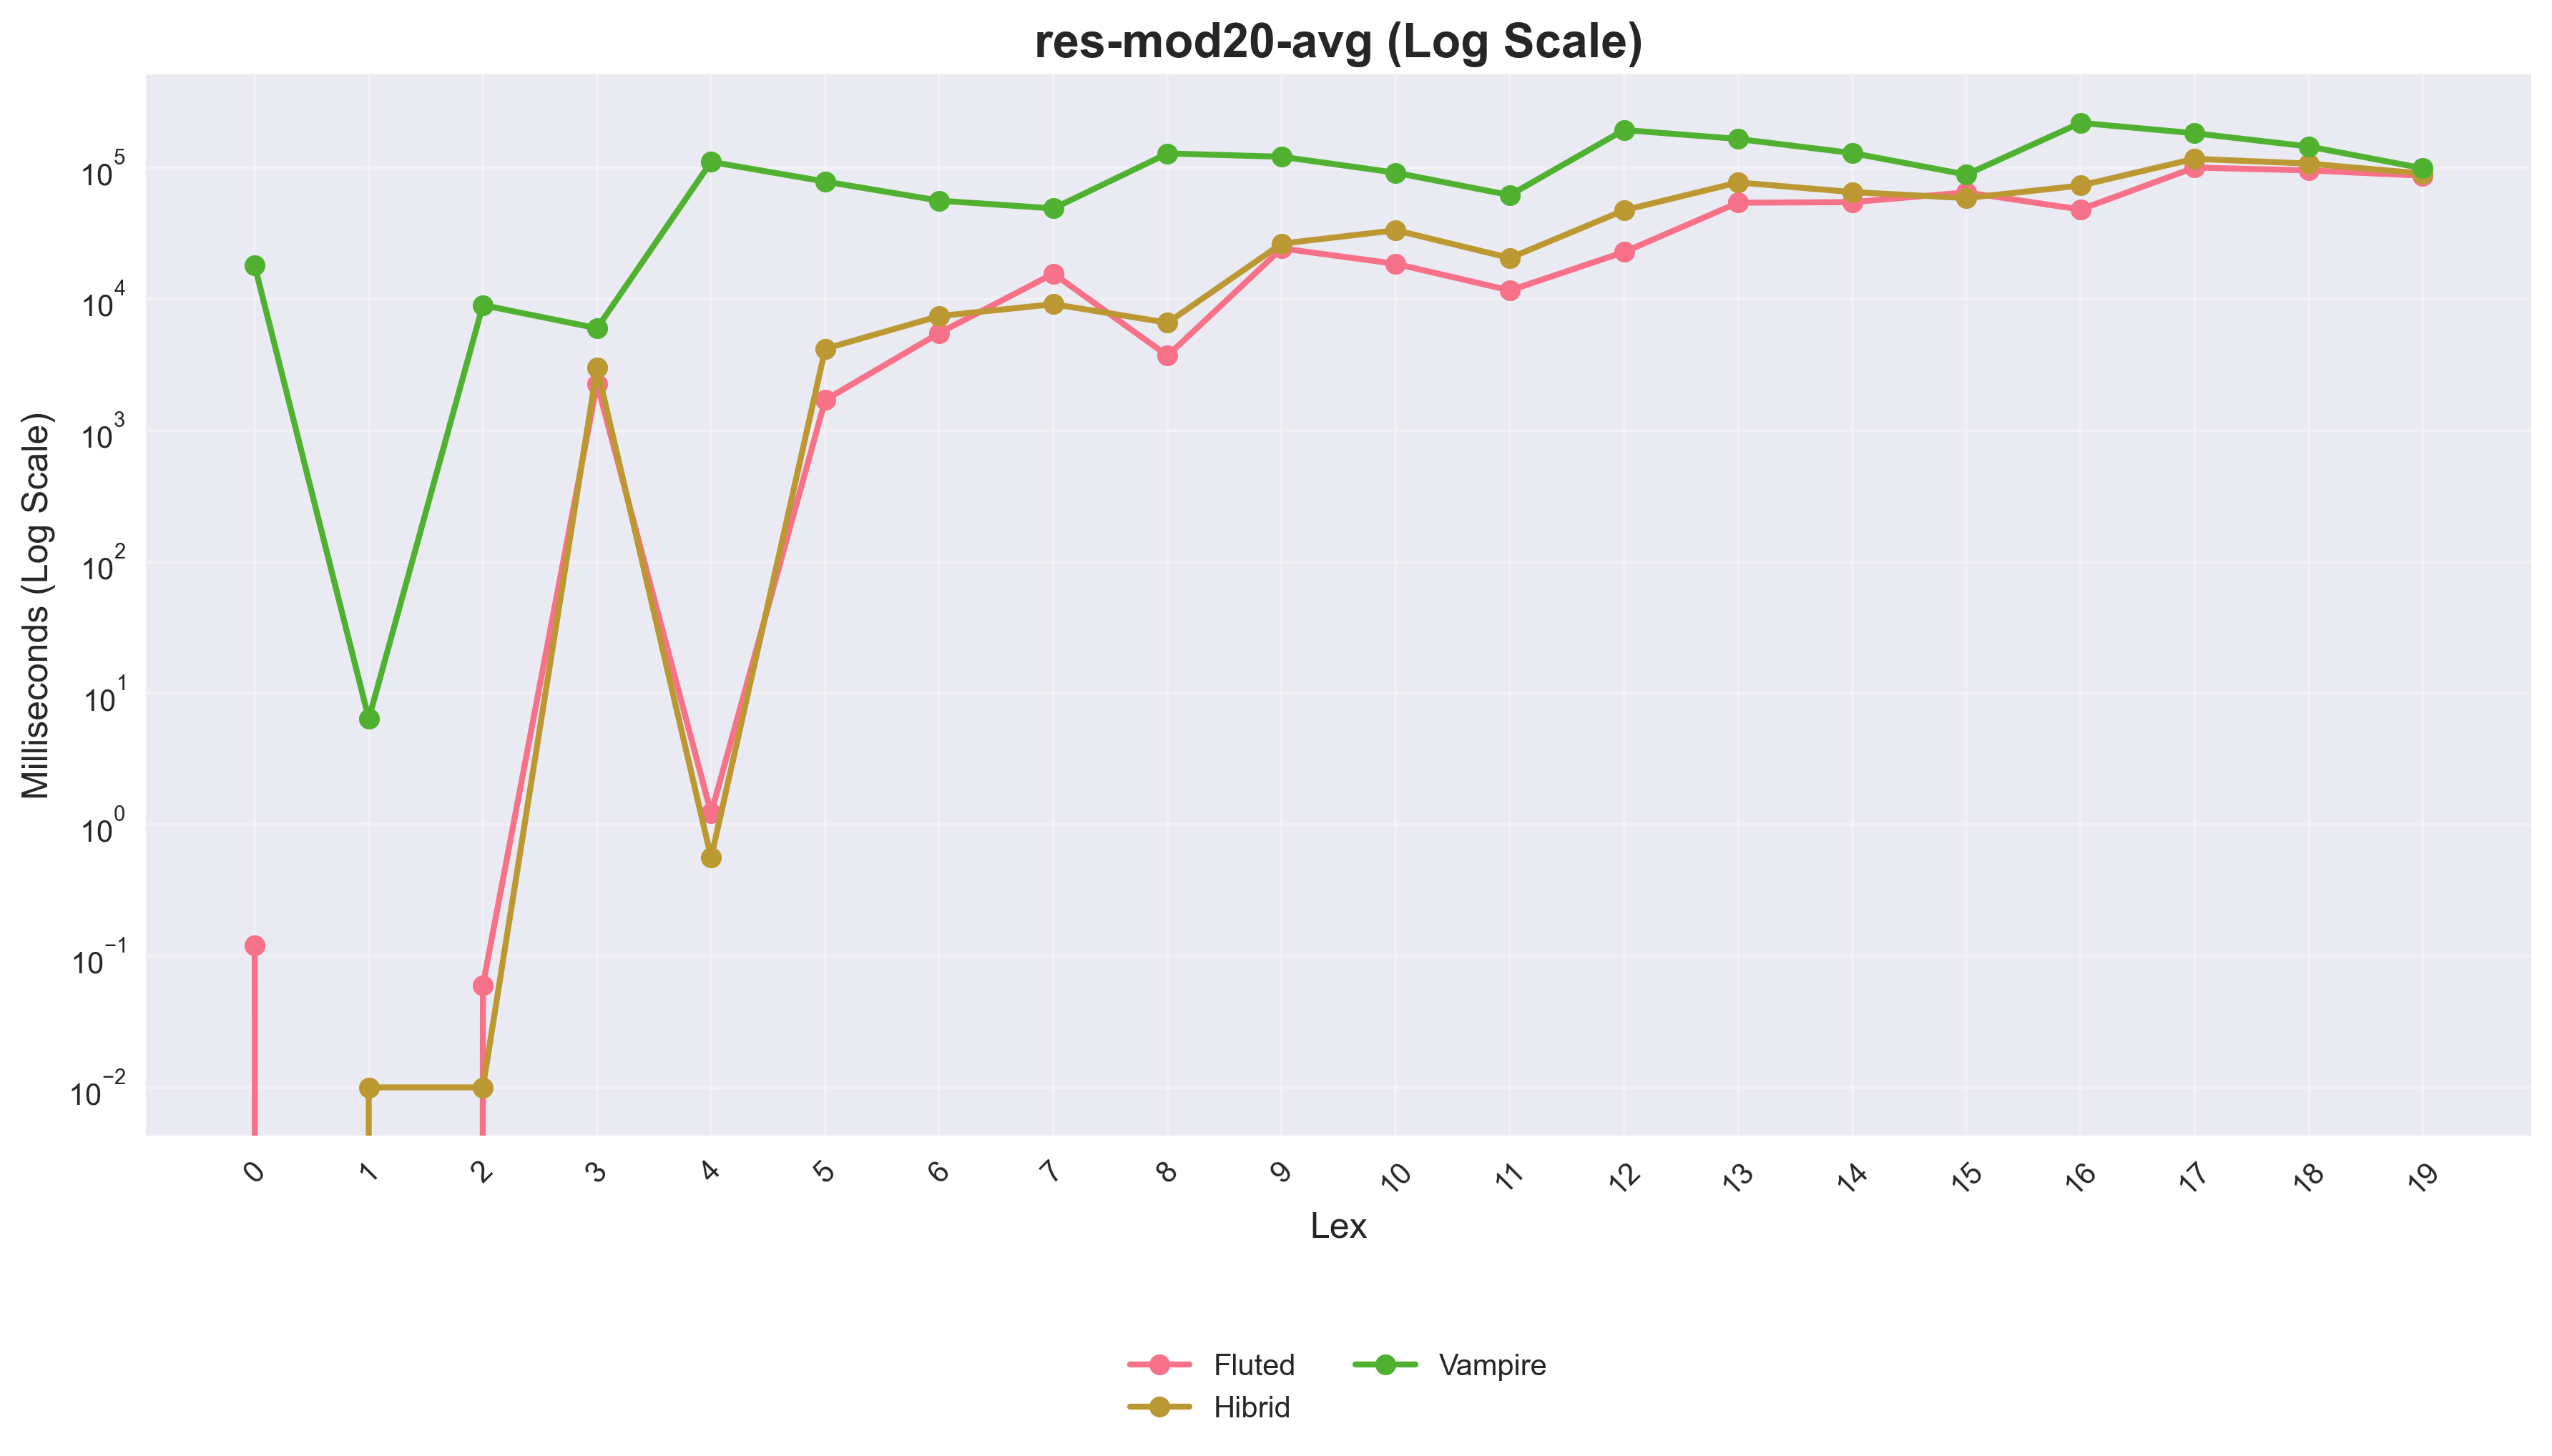 res-mod20-avg (Log Scale)
Milliseconds (Log Scale)
10^5
10^4
10^3
10^2
10^1
10^0
10^−1
10^−2
0 1 2 3 4 5 6 7 8 9 10 11 12 13 14 15 16 17 18 19
Lex
Fluted Vampire
Hibrid